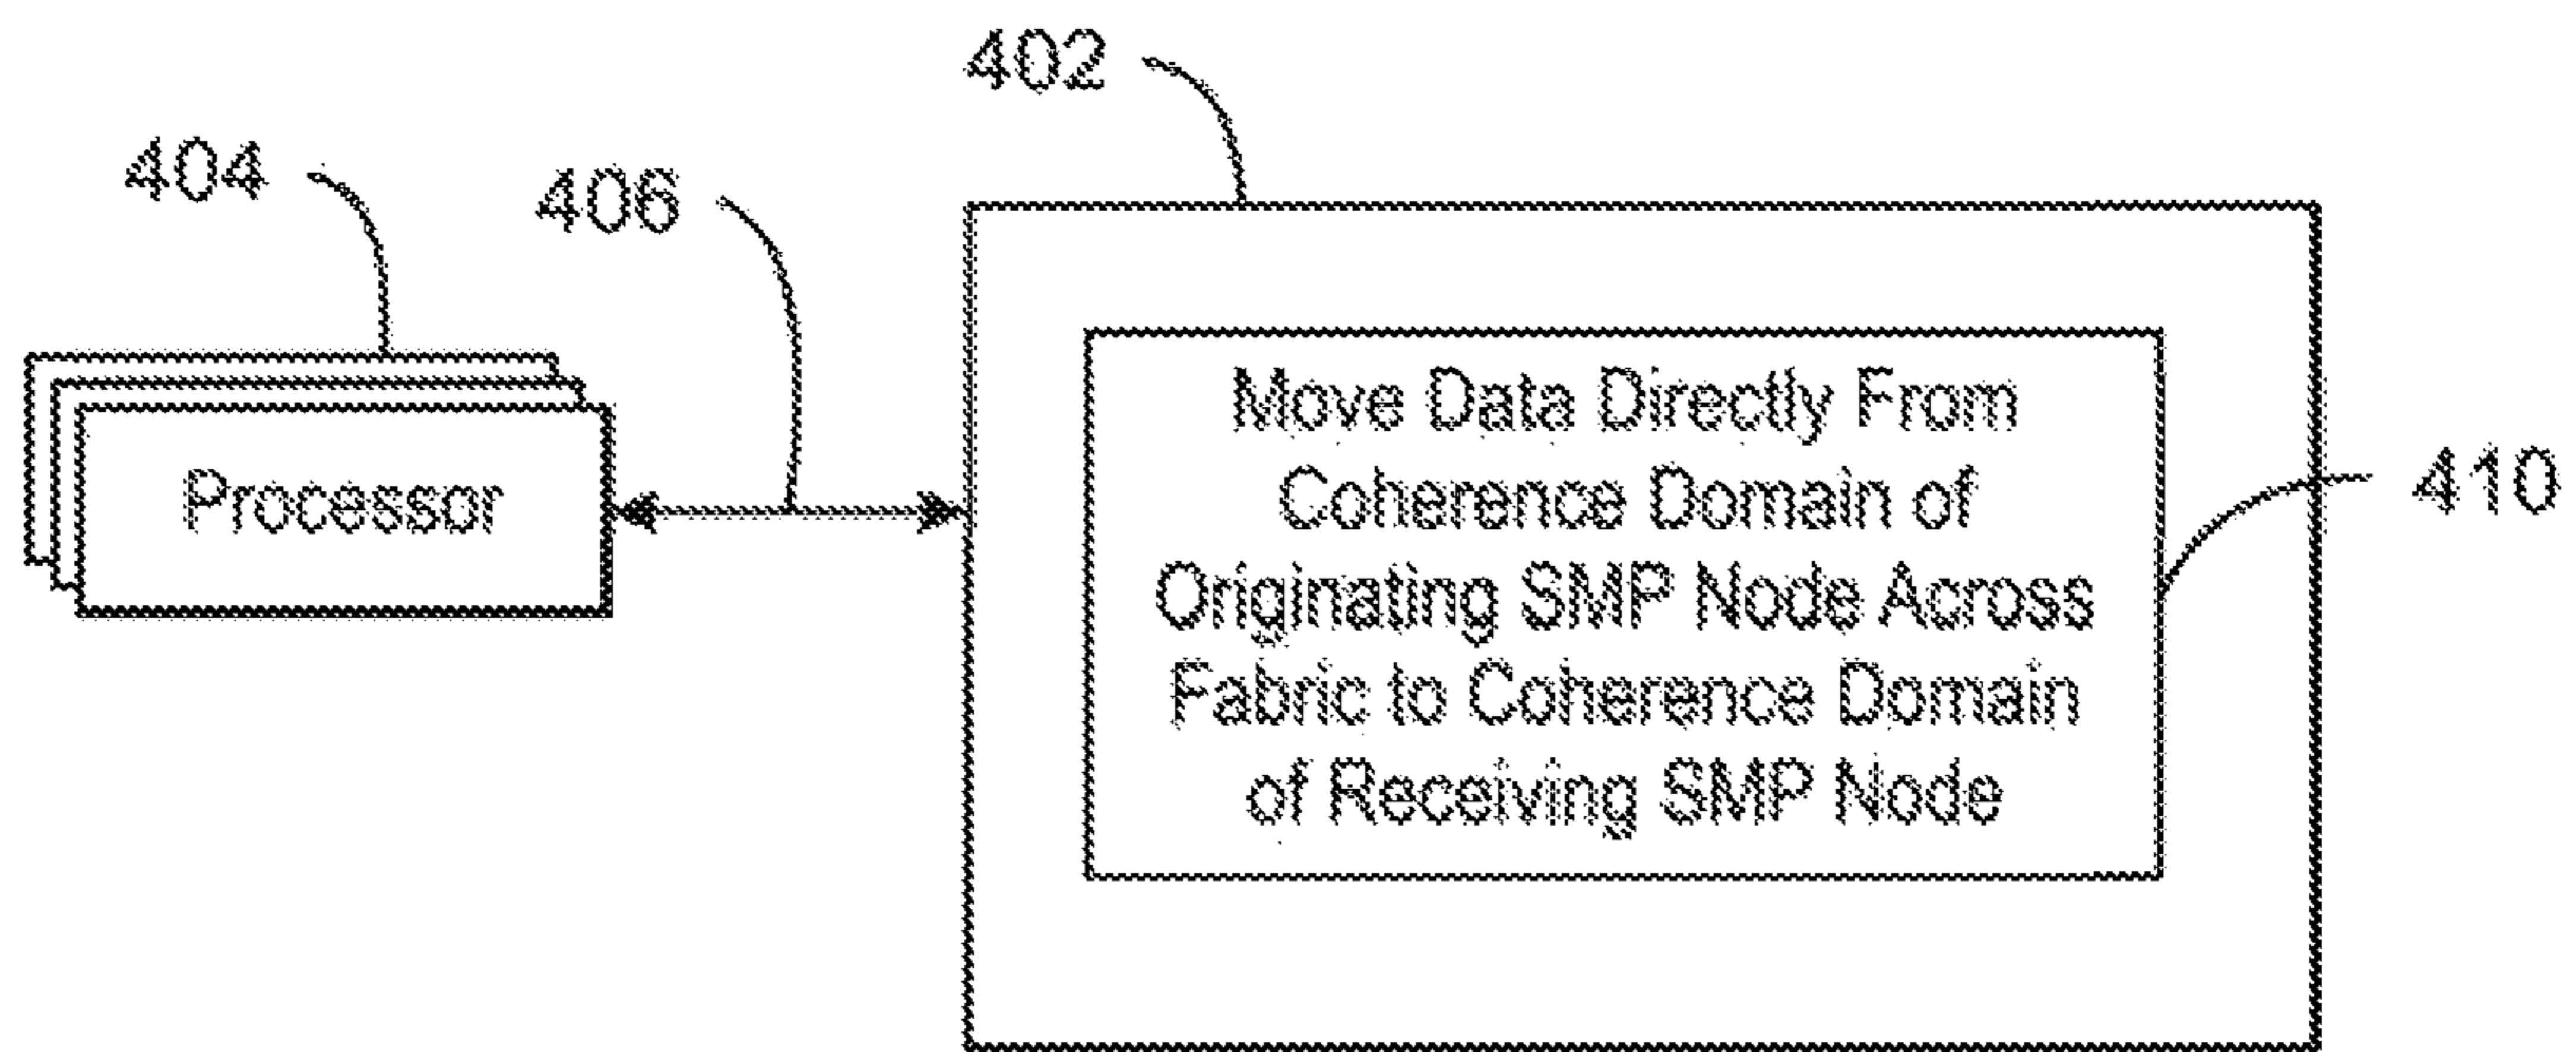 402
404
406
Processor
Move Data Directly From
Coherence Domain of
Originating SMP Node Across
Fabric to Coherence Domain
of Receiving SMP Node
410